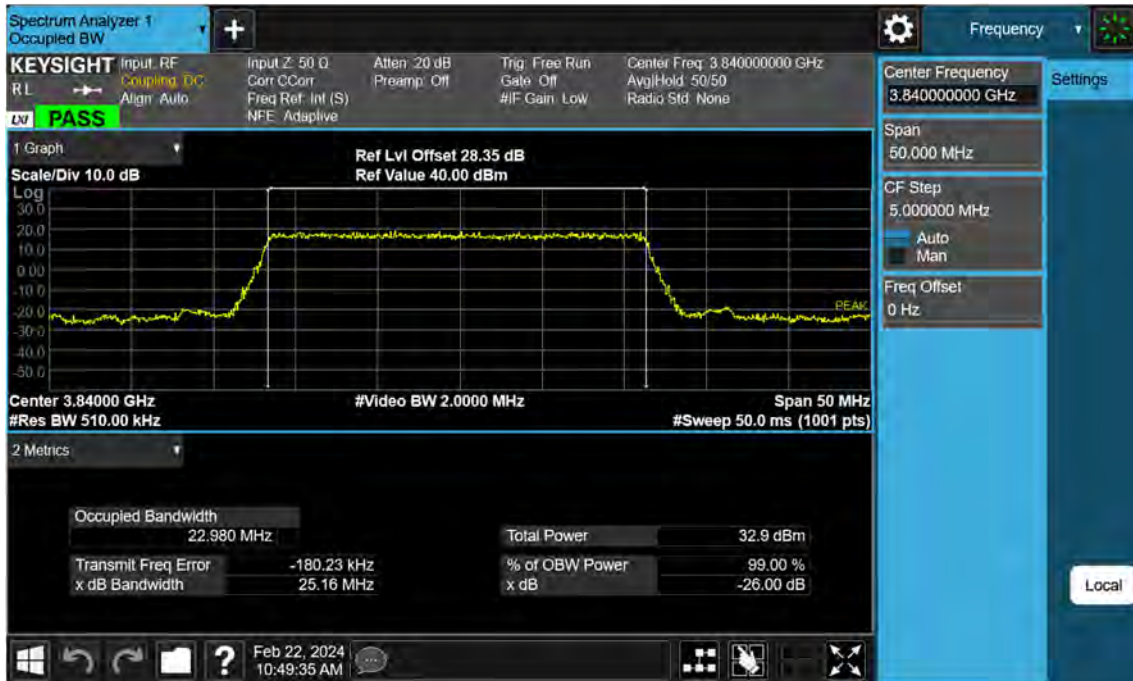 Spectrum Analyzer 1
Occupied BW
+
Frequency
KEYSIGHT Input: RF Input Z: 50 Ω Atten: 20 dB Trig: Free Run Center Freq: 3.840000000 GHz
RL Coupling: DC Corr CCorr Preamp: Off Gate: Off Avg|Hold: 50/50
Align: Auto Freq Ref: Int (S) #IF Gain: Low Radio Std: None
LXI PASS NFE: Adaptive
1 Graph
Ref Lvl Offset 28.35 dB
Scale/Div 10.0 dB Ref Value 40.00 dBm
Log
30.0
20.0
10.0
0.00
-10.0
-20.0
-30.0
-40.0
-50.0
PEAK
Center 3.84000 GHz #Video BW 2.0000 MHz Span 50 MHz
#Res BW 510.00 kHz #Sweep 50.0 ms (1001 pts)
2 Metrics
Occupied Bandwidth
22.980 MHz Total Power 32.9 dBm
Transmit Freq Error -180.23 kHz % of OBW Power 99.00 %
x dB Bandwidth 25.16 MHz x dB -26.00 dB
Center Frequency
3.840000000 GHz
Settings
Span
50.000 MHz
CF Step
5.000000 MHz
Auto
Man
Freq Offset
0 Hz
Local
?
Feb 22, 2024
10:49:35 AM